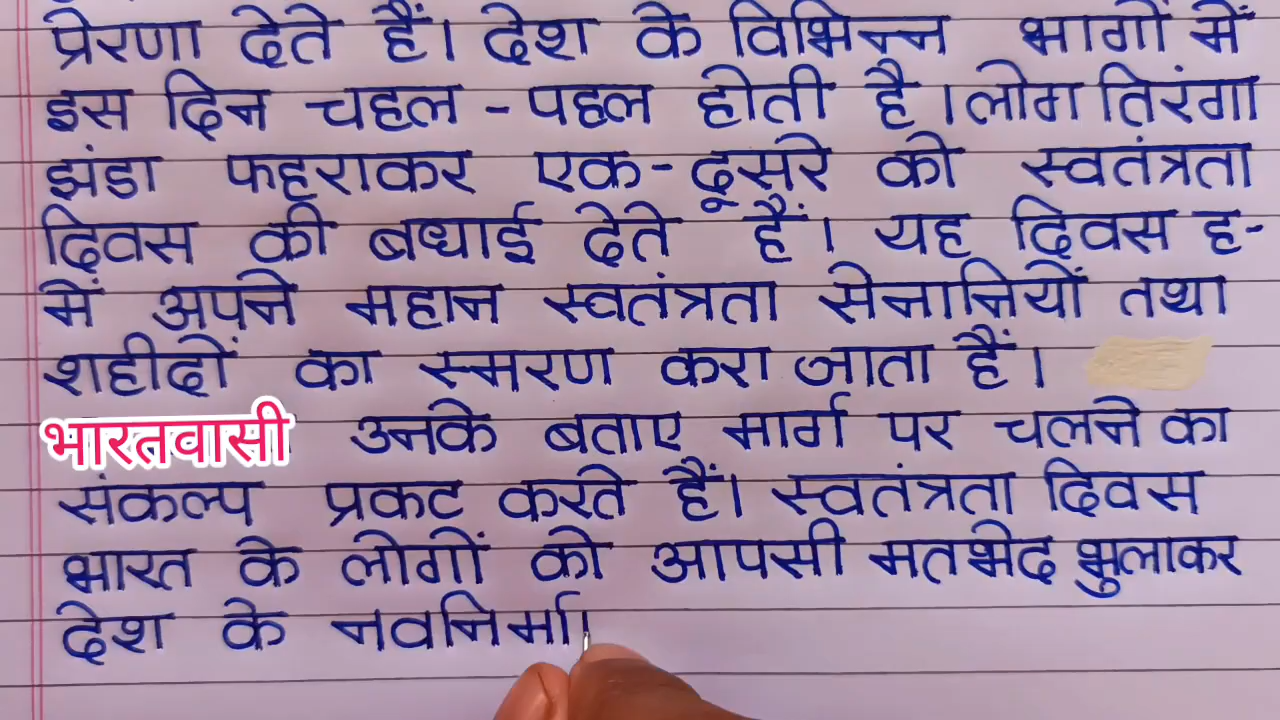 प्रेरणा देते हैं। देश के विभिन्न भागों में
इस दिन चहल - पहल होती है । लोग तिरंगा
झंडा फहराकर एक-दूसरे को स्वतंत्रता
दिवस की बधाई देते हैं। यह दिवस ह-
में अपने महान स्वतंत्रता सेनानियों तथा
शहीदों का स्मरण करा जाता हैं।
भारतवासी उनके बताए मार्ग पर चलने का
संकल्प प्रकट करते हैं। स्वतंत्रता दिवस
भारत के लोगों को आपसी मतभेद भुलाकर
देश के नवनिर्मा